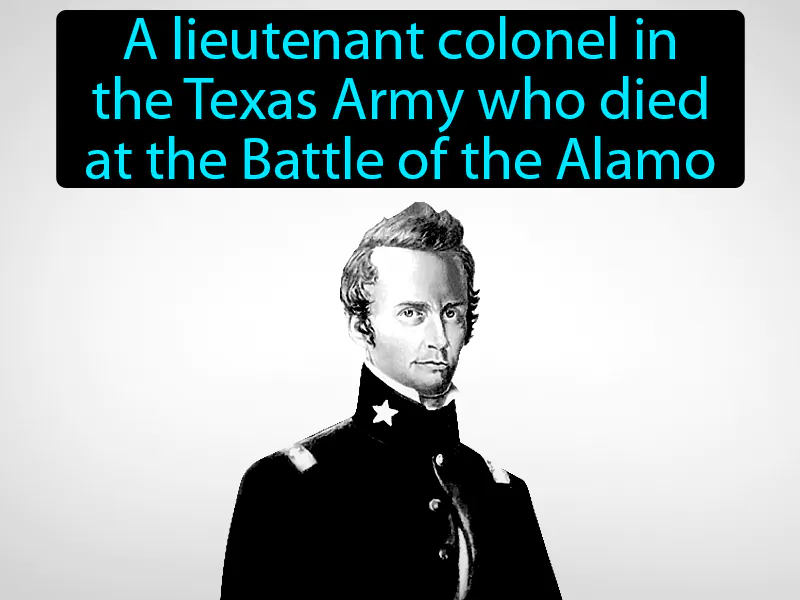 A lieutenant colonel in
the Texas Army who died
at the Battle of the Alamo